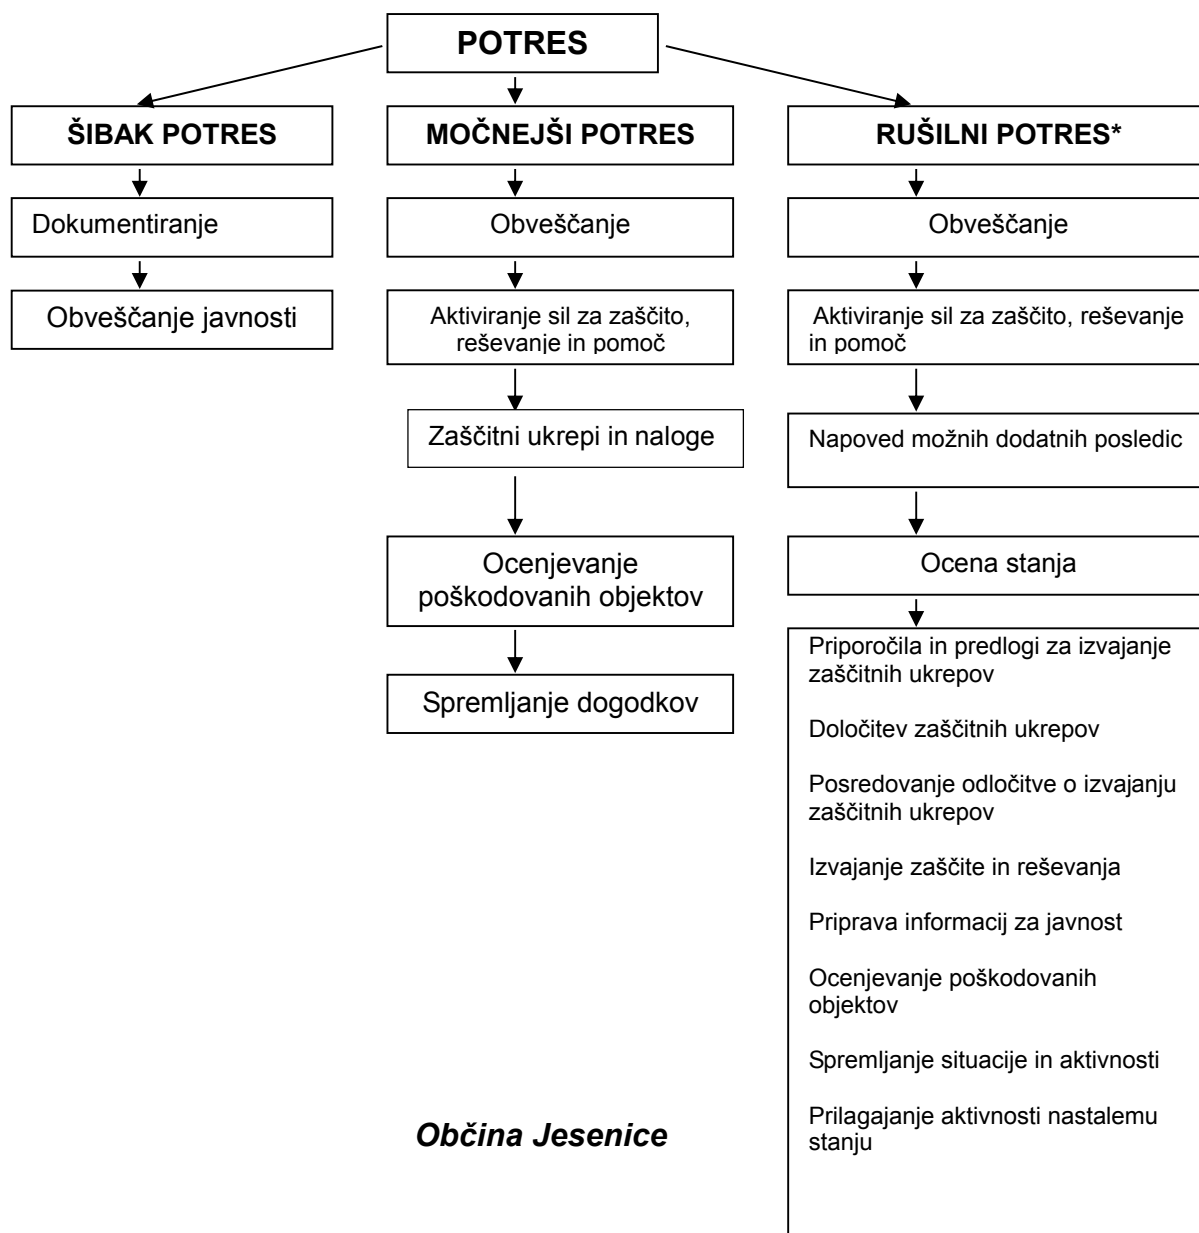 POTRES
ŠIBAK POTRES
Dokumentiranje
Obveščanje javnosti
MOČNEJŠI POTRES
Obveščanje
Aktiviranje sil za zaščito,
reševanje in pomoč
Zaščitni ukrepi in naloge
Ocenjevanje
poškodovanih objektov
Spremljanje dogodkov
RUŠILNI POTRES*
Obveščanje
Aktiviranje sil za zaščito, reševanje
in pomoč
Napoved možnih dodatnih posledic
Ocena stanja
Priporočila in predlogi za izvajanje
zaščitnih ukrepov
Določitev zaščitnih ukrepov
Posredovanje odločitve o izvajanju
zaščitnih ukrepov
Izvajanje zaščite in reševanja
Priprava informacij za javnost
Ocenjevanje poškodovanih
objektov
Spremljanje situacije in aktivnosti
Prilagajanje aktivnosti nastalemu
stanju
Občina Jesenice